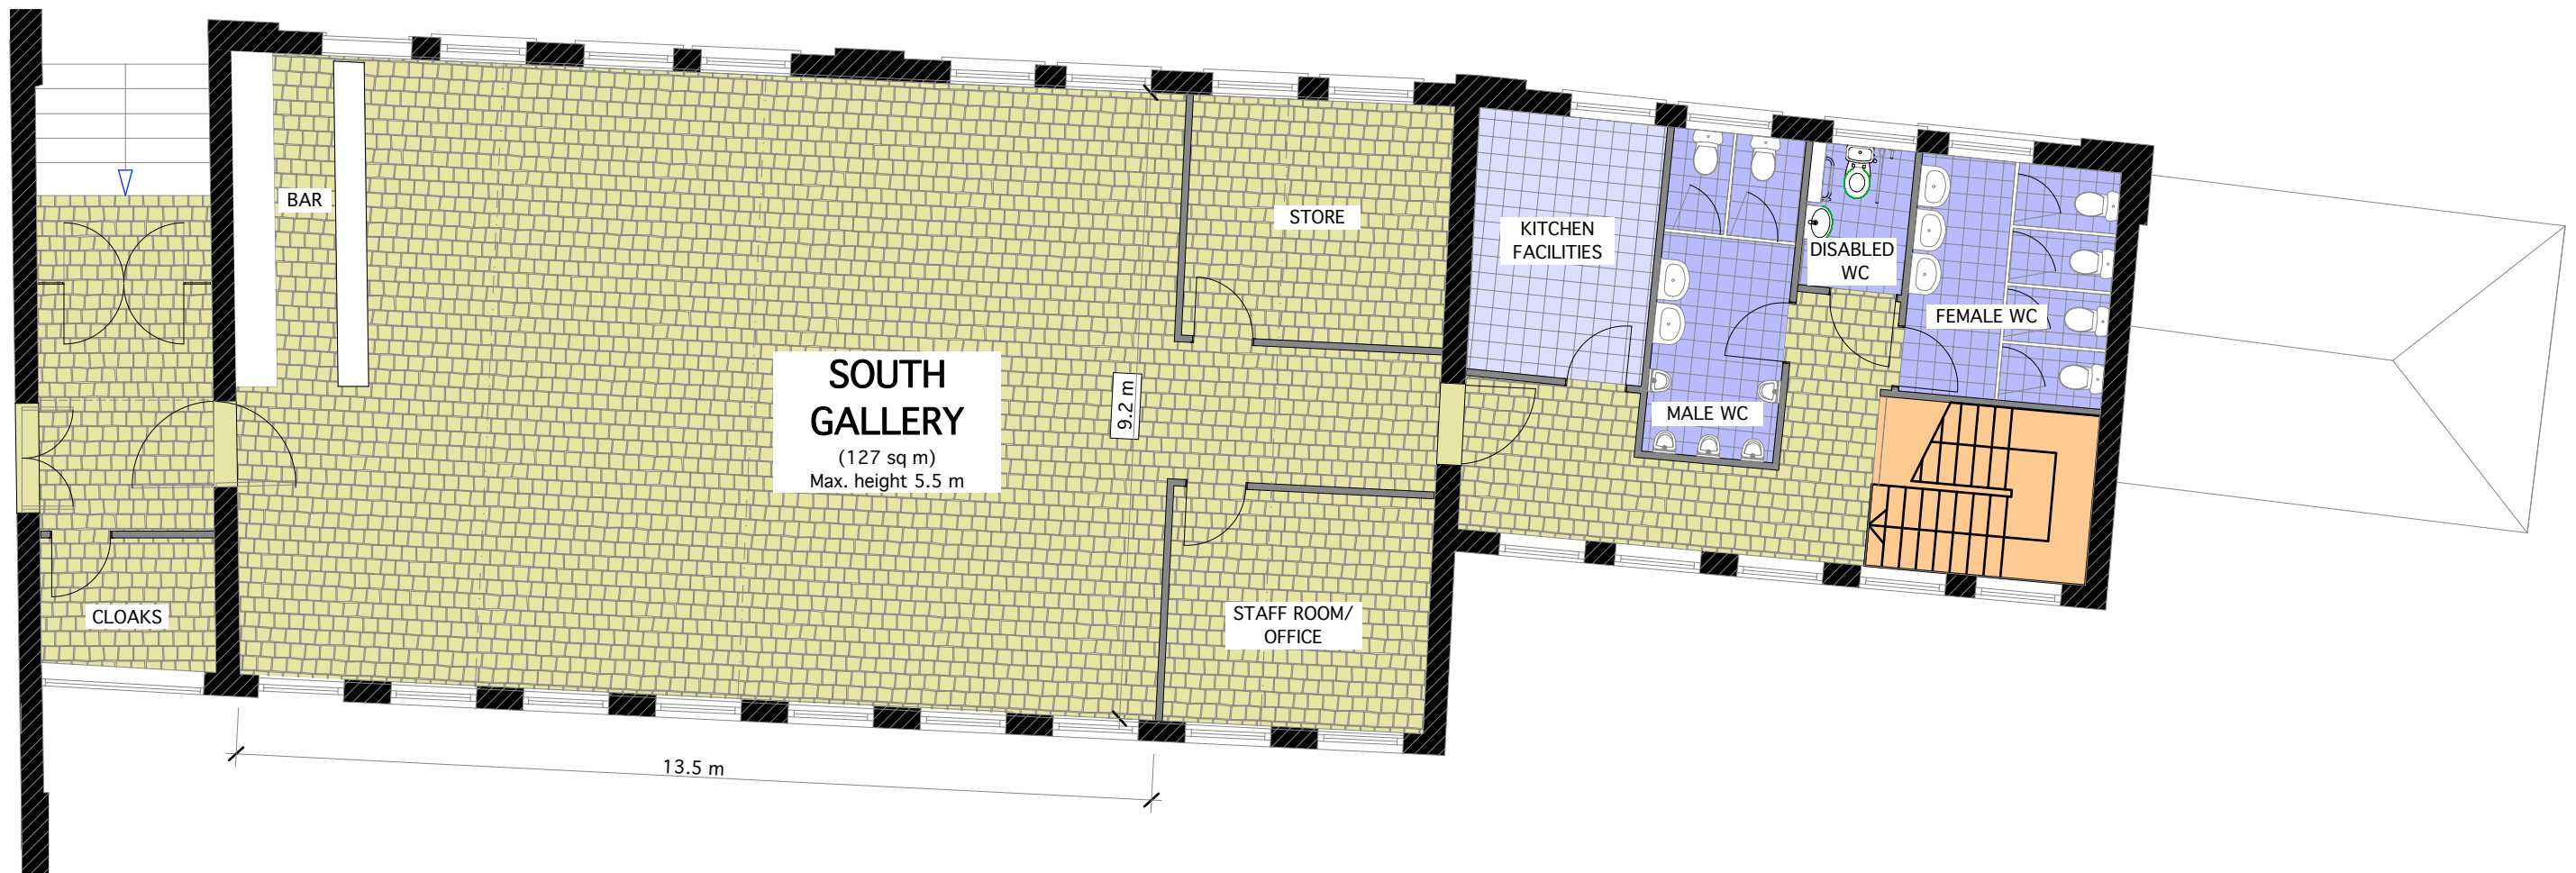 BAR
STORE
KITCHEN
FACILITIES
DISABLED
WC
FEMALE WC
SOUTH
GALLERY
(127 sq m)
Max. height 5.5 m
9.2 m
MALE WC
CLOAKS
STAFF ROOM/
OFFICE
13.5 m